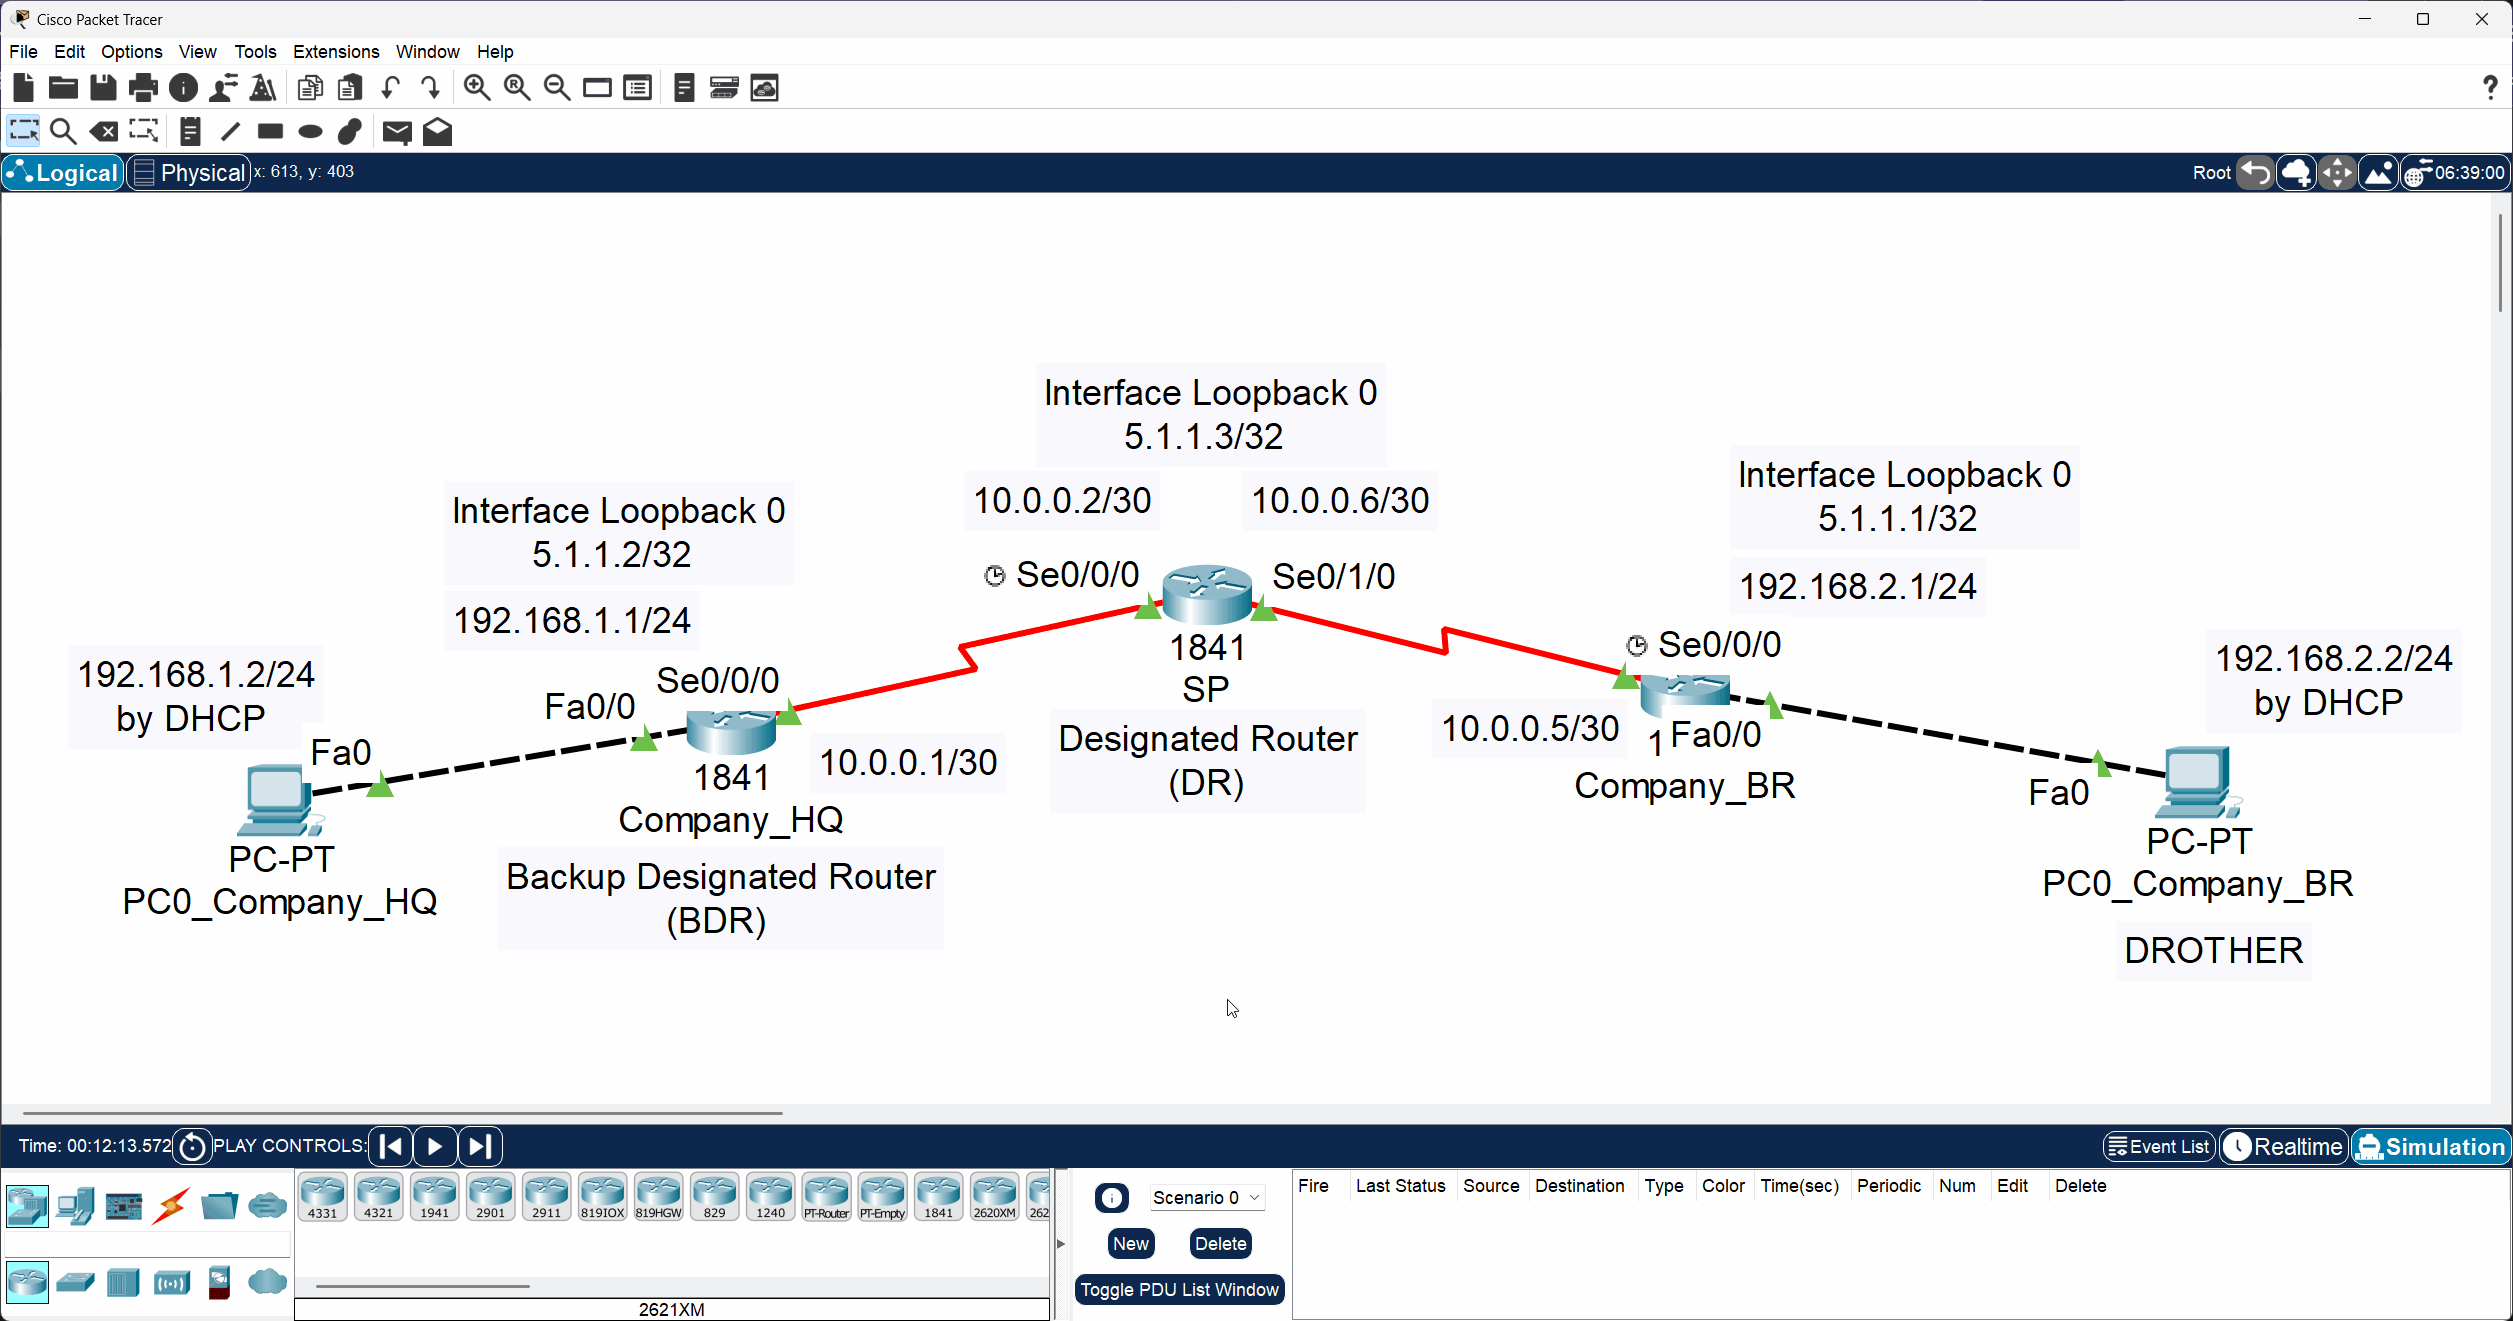 Cisco Packet Tracer
File Edit Options View Tools Extensions Window Help
Logical Physical x: 613, y: 403 Root 06:39:00
Interface Loopback 0
5.1.1.3/32
10.0.0.2/30 10.0.0.6/30
Interface Loopback 0
5.1.1.1/32
Interface Loopback 0
5.1.1.2/32
192.168.2.1/24
192.168.1.1/24
Se0/0/0 Se0/1/0
1841
SP
Designated Router
(DR)
192.168.1.2/24
by DHCP
Fa0
Fa0/0
Se0/0/0
1841
10.0.0.1/30
Company_HQ
Backup Designated Router
(BDR)
PC-PT
PC0_Company_HQ
Se0/0/0
10.0.0.5/30
1 Fa0/0
Company_BR
192.168.2.2/24
by DHCP
Fa0
PC-PT
PC0_Company_BR
DROTHER
Time: 00:12:13.572 PLAY CONTROLS: Event List Realtime Simulation
4331 4321 1941 2901 2911 819IOX 819HGW 829 1240 PT-Router PT-Empty 1841 2620XM 262
2621XM
Scenario 0
New Delete
Toggle PDU List Window
Fire Last Status Source Destination Type Color Time(sec) Periodic Num Edit Delete